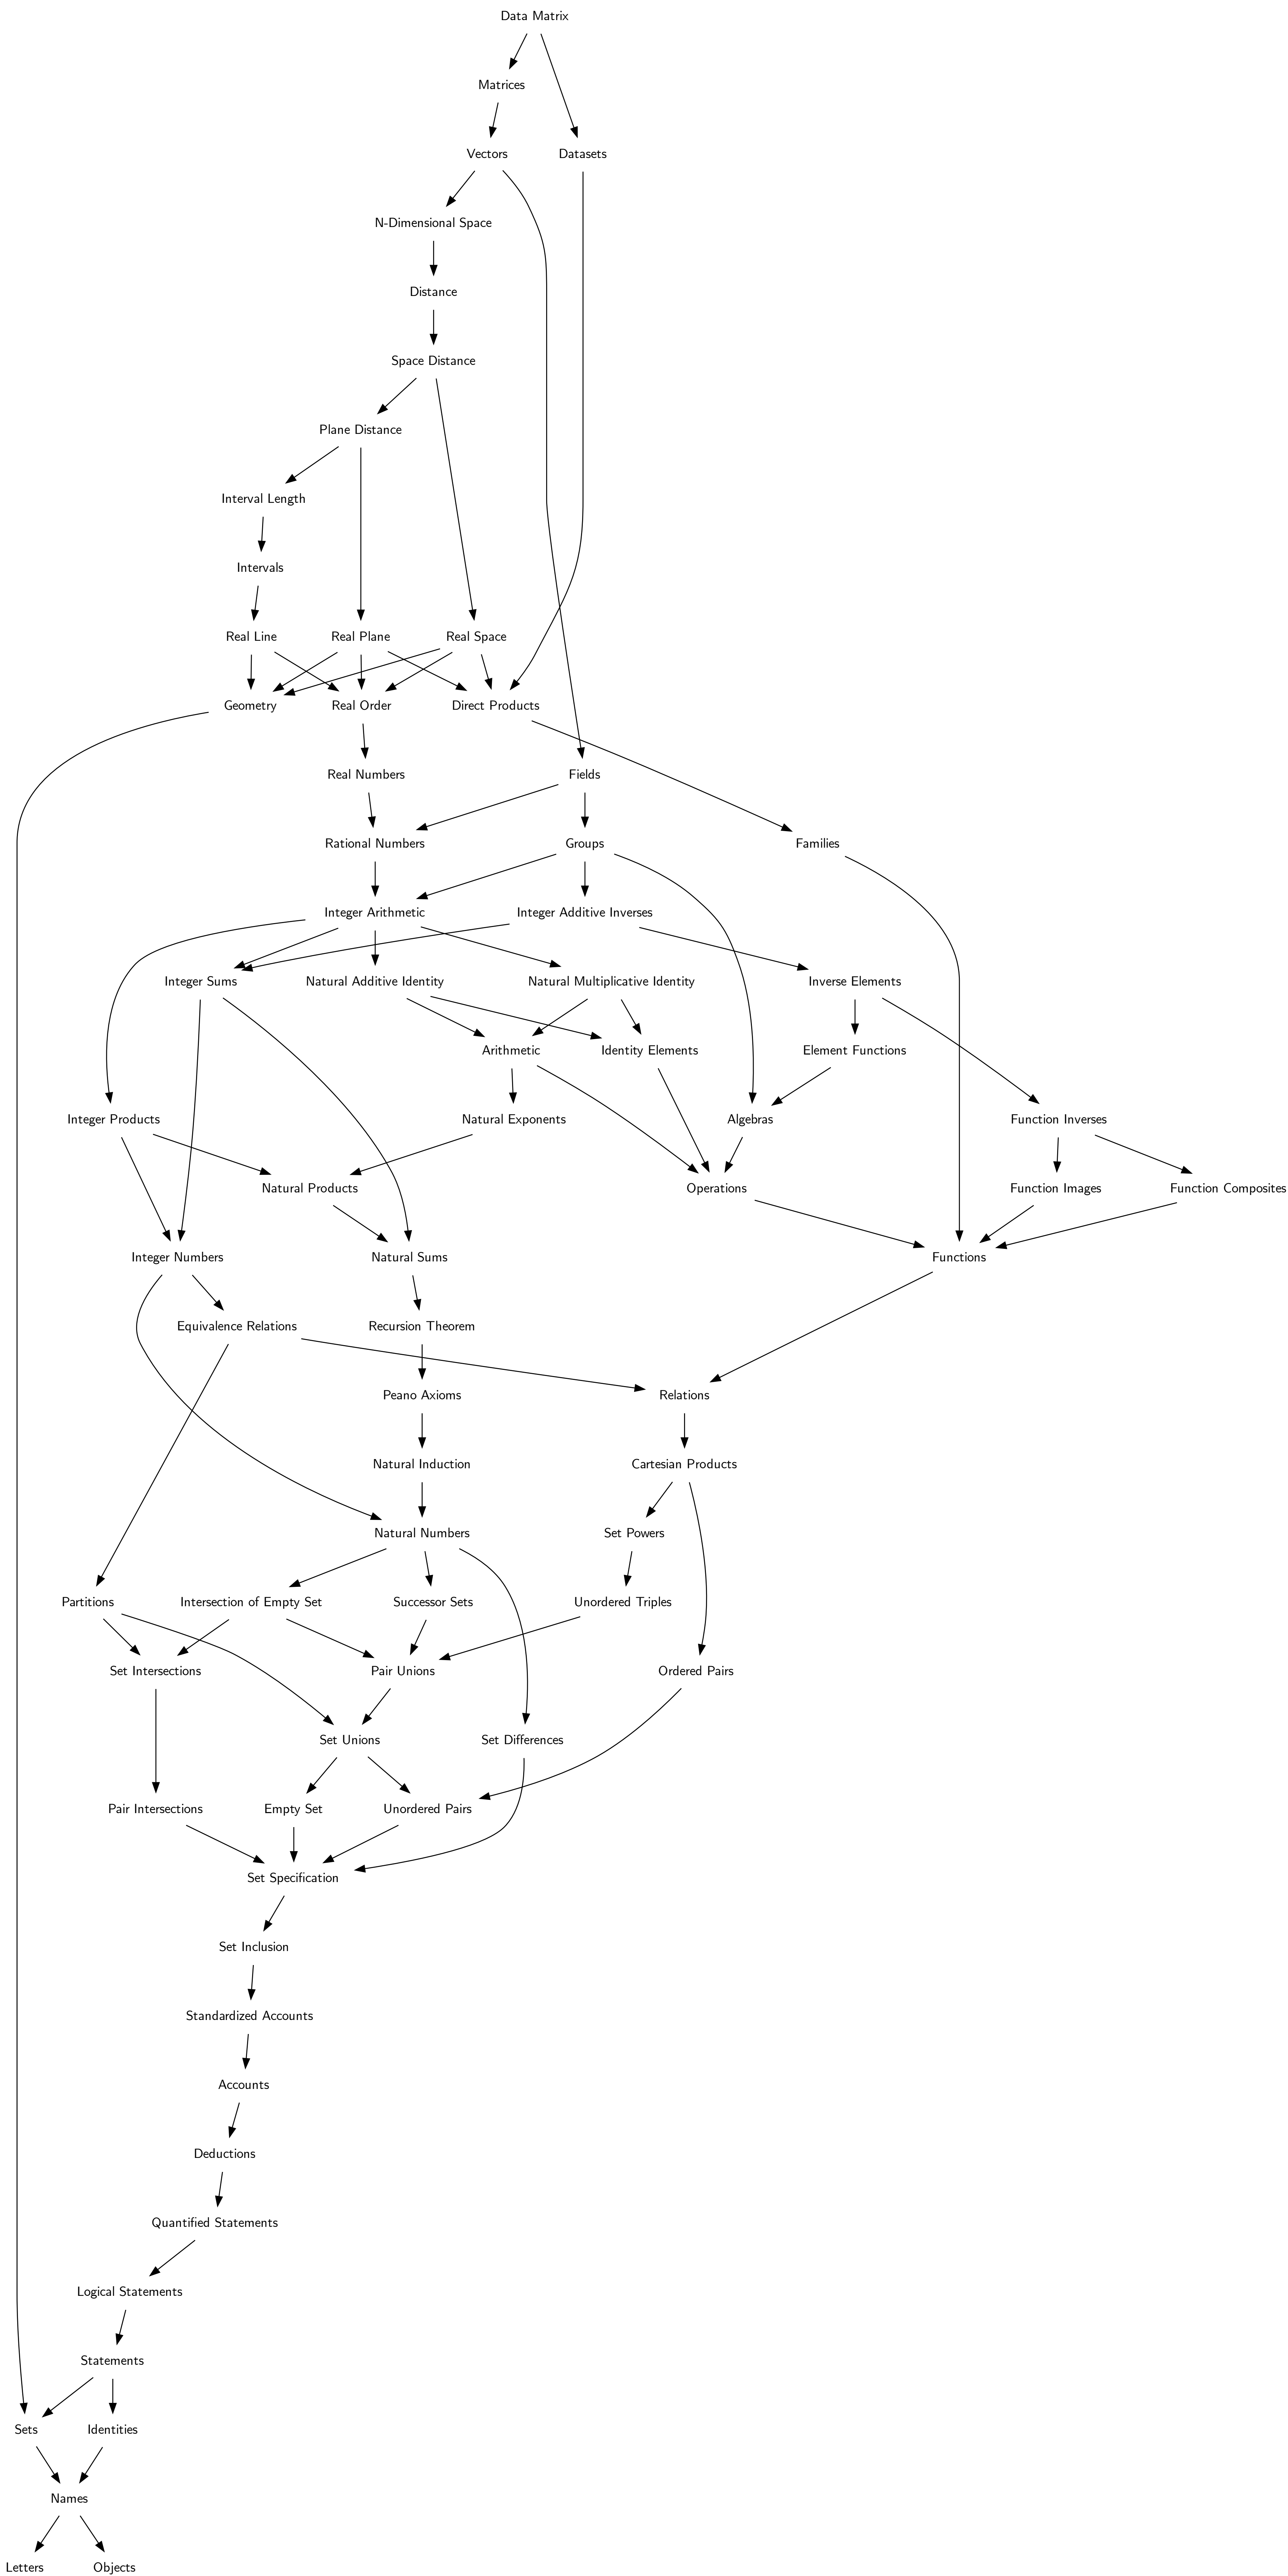 Data Matrix
Matrices
Vectors
Datasets
N-Dimensional Space
Distance
Space Distance
Plane Distance
Interval Length
Intervals
Real Line
Real Plane
Real Space
Geometry
Real Order
Direct Products
Real Numbers
Fields
Rational Numbers
Groups
Families
Integer Arithmetic
Integer Additive Inverses
Integer Sums
Natural Additive Identity
Natural Multiplicative Identity
Inverse Elements
Arithmetic
Identity Elements
Element Functions
Integer Products
Natural Exponents
Algebras
Function Inverses
Natural Products
Operations
Function Images
Function Composites
Integer Numbers
Natural Sums
Functions
Equivalence Relations
Recursion Theorem
Peano Axioms
Relations
Natural Induction
Cartesian Products
Natural Numbers
Set Powers
Partitions
Intersection of Empty Set
Successor Sets
Unordered Triples
Set Intersections
Pair Unions
Ordered Pairs
Set Unions
Set Differences
Pair Intersections
Empty Set
Unordered Pairs
Set Specification
Set Inclusion
Standardized Accounts
Accounts
Deductions
Quantified Statements
Logical Statements
Statements
Sets
Identities
Names
Letters
Objects